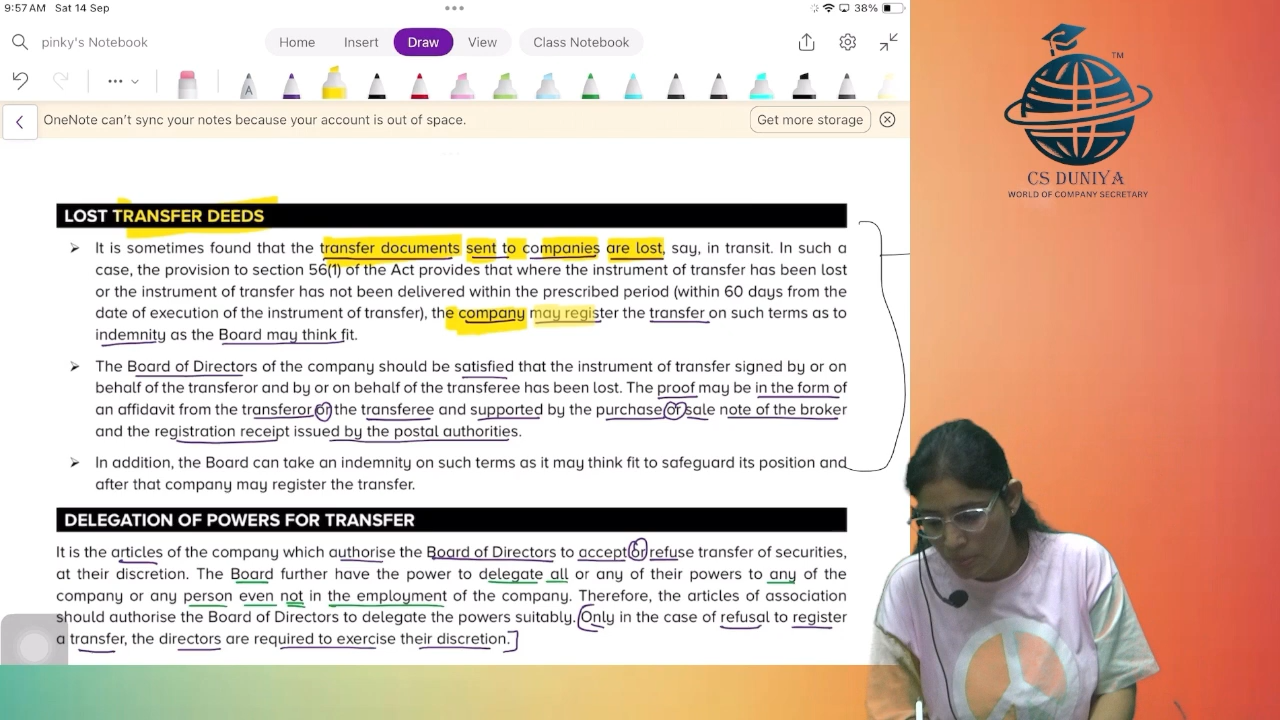 9:57 AM Sat 14 Sep
38%
pinky's Notebook
Home Insert Draw View Class Notebook
A
OneNote can't sync your notes because your account is out of space.
Get more storage
LOST TRANSFER DEEDS
It is sometimes found that the transfer documents sent to companies are lost, say, in transit. In such a
case, the provision to section 56(1) of the Act provides that where the instrument of transfer has been lost
or the instrument of transfer has not been delivered within the prescribed period (within 60 days from the
date of execution of the instrument of transfer), the company may register the transfer on such terms as to
indemnity as the Board may think fit.
The Board of Directors of the company should be satisfied that the instrument of transfer signed by or on
behalf of the transferor and by or on behalf of the transferee has been lost. The proof may be in the form of
an affidavit from the transferor or the transferee and supported by the purchase or sale note of the broker
and the registration receipt issued by the postal authorities.
In addition, the Board can take an indemnity on such terms as it may think fit to safeguard its position and
after that company may register the transfer.
DELEGATION OF POWERS FOR TRANSFER
It is the articles of the company which authorise the Board of Directors to accept or refuse transfer of securities,
at their discretion. The Board further have the power to delegate all or any of their powers to any of the
company or any person even not in the employment of the company. Therefore, the articles of association
should authorise the Board of Directors to delegate the powers suitably. Only in the case of refusal to register
a transfer, the directors are required to exercise their discretion.
TM
CS DUNIYA
WORLD OF COMPANY SECRETARY